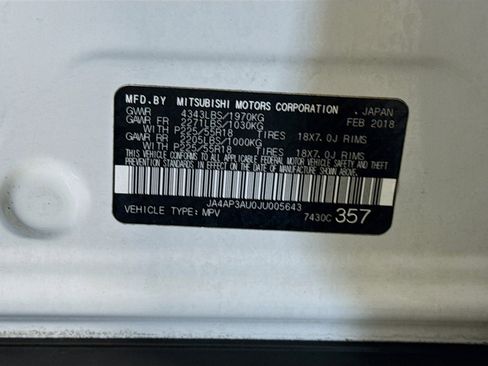 MFD.BY MITSUBISHI MOTORS CORPORATION , JAPAN
GVWR 4343LBS/1970KG FEB 2018
GAWR FR 2271LBS/1030KG
WITH P225/55R18 TIRES 18X7.0J RIMS
GAWR RR 2205LBS/1000KG
WITH P225/55R18 TIRES 18X7.0J RIMS
THIS VEHICLE CONFORMS TO ALL APPLICABLE FEDERAL MOTOR VEHICLE SAFETY AND THEFT
PREVENTION STANDARDS IN EFFECT ON THE DATE OF MANUFACTURE SHOWN ABOVE.
JA4AP3AU0JU005643
VEHICLE TYPE: MPV 7430C 357